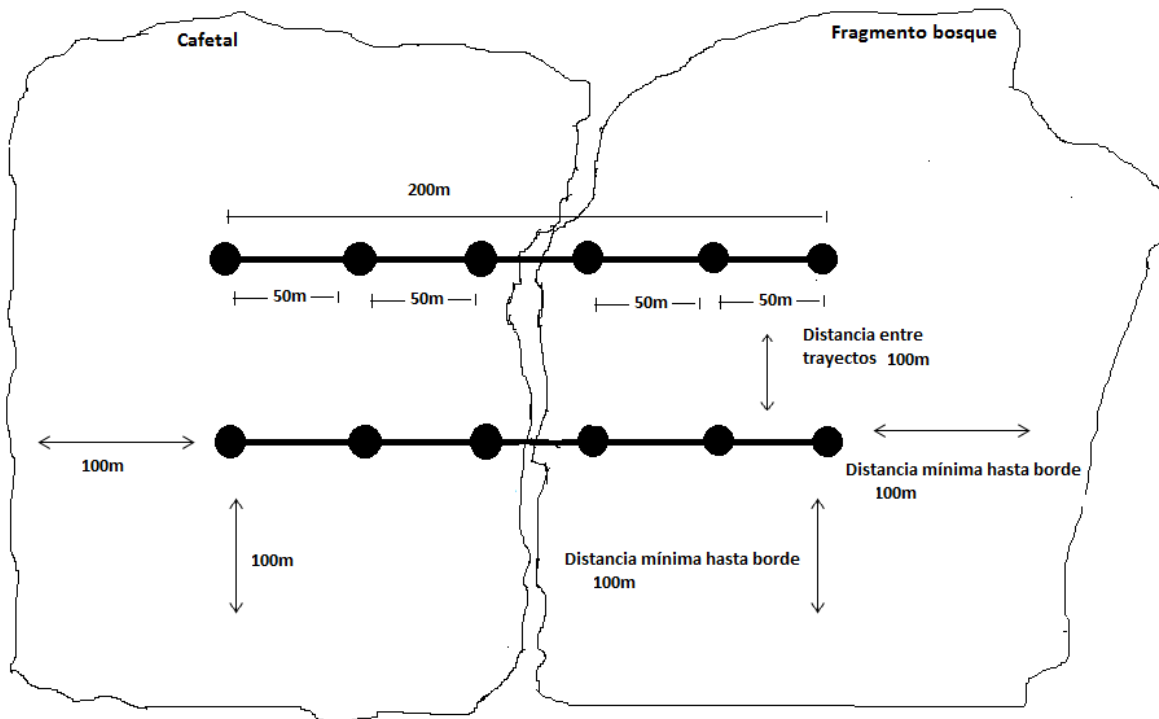 Cafetal
Fragmento bosque
200m
50m
50m
50m
50m
Distancia entre
trayectos 100m
100m
Distancia mínima hasta borde
100m
100m
Distancia mínima hasta borde
100m